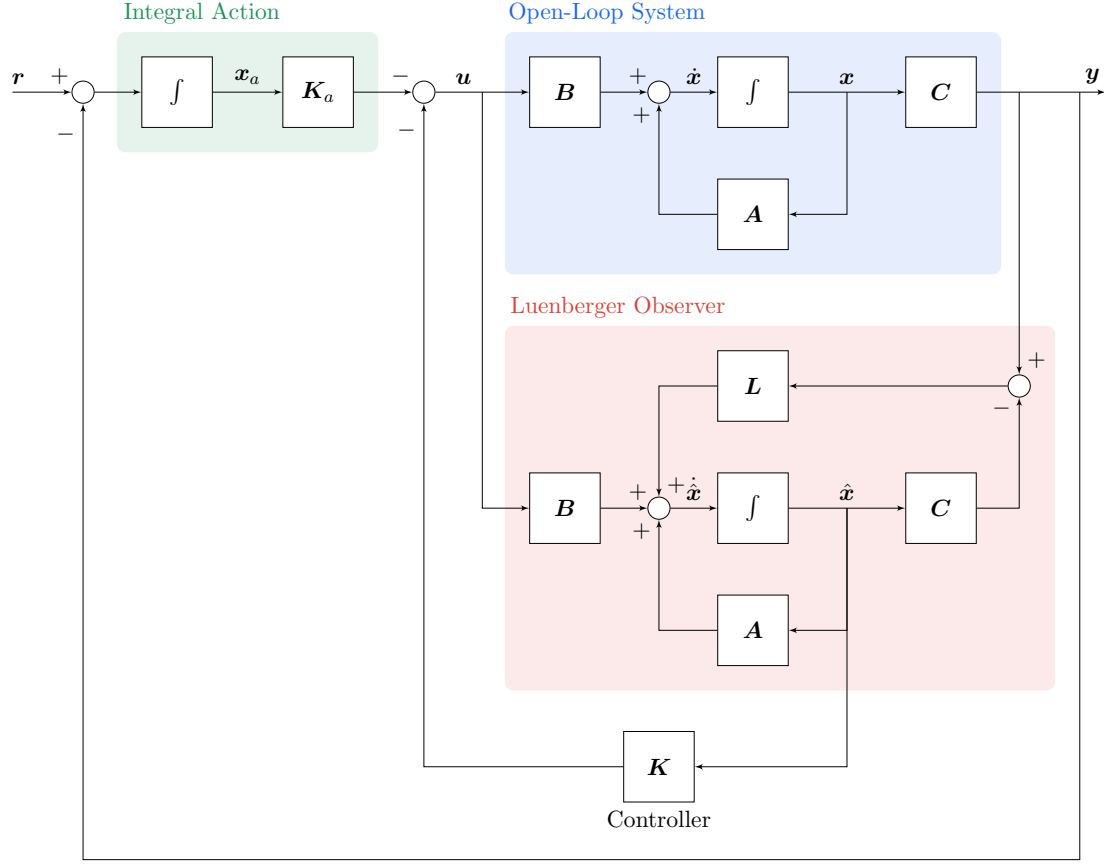 Integral Action
Open-Loop System
r
+
−
∫
x_a
K_a
−
−
u
B
+
+
ẋ
∫
x
C
y
A
Luenberger Observer
L
+
−
B
+
+
+
x̂̇
∫
x̂
C
A
K
Controller